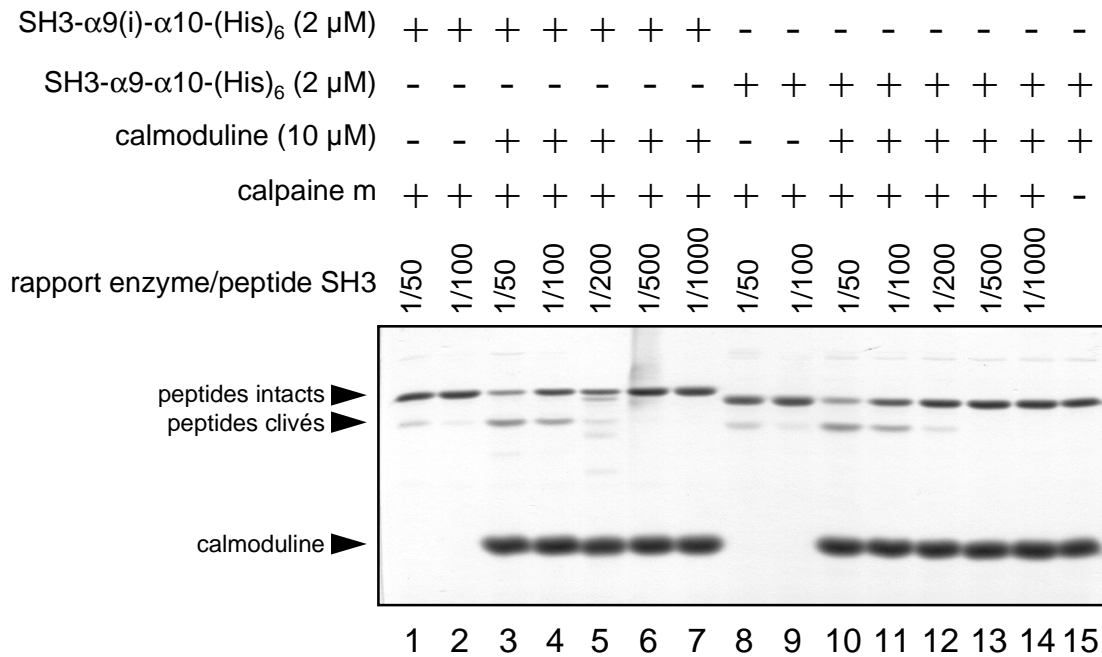 SH3-α9(i)-α10-(His)6 (2 µM) + + + + + + + - - - - - - - -
SH3-α9-α10-(His)6 (2 µM) - - - - - - - + + + + + + + +
calmoduline (10 µM) - - + + + + + - - + + + + + +
calpaine m + + + + + + + + + + + + + + -
rapport enzyme/peptide SH3 1/50 1/100 1/50 1/100 1/200 1/500 1/1000 1/50 1/100 1/50 1/100 1/200 1/500 1/1000
peptides intacts
peptides clivés
calmoduline
1 2 3 4 5 6 7 8 9 10 11 12 13 14 15